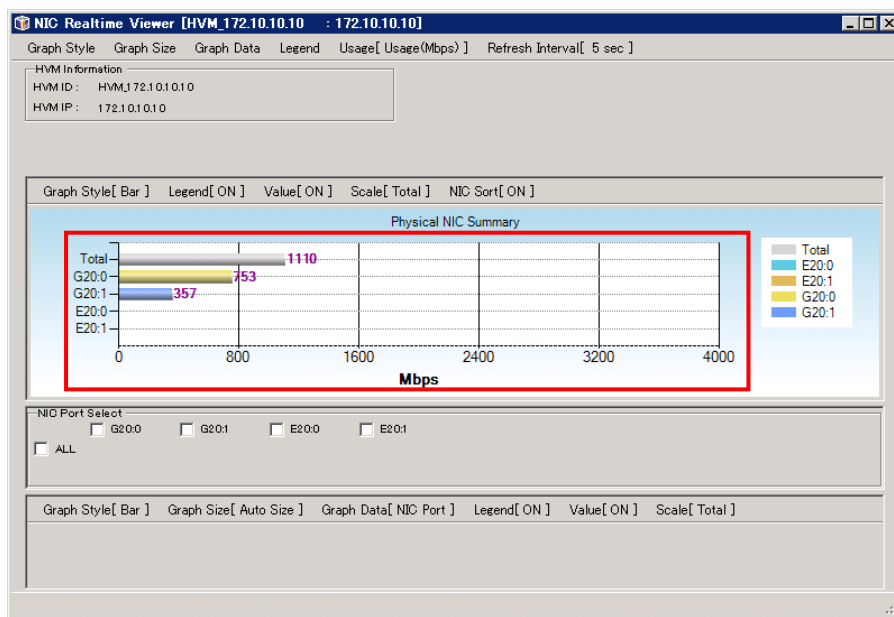 NIC Realtime Viewer [HVM_172.10.10.10 : 172.10.10.10]
Graph Style Graph Size Graph Data Legend Usage[ Usage(Mbps) ] Refresh Interval[ 5 sec ]
HVM Information
HVM ID : HVM_172.10.10.10
HVM IP : 172.10.10.10
Graph Style[ Bar ] Legend[ ON ] Value[ ON ] Scale[ Total ] NIC Sort[ ON ]
Physical NIC Summary
Total 1110
G20:0 753
G20:1 357
E20:0
E20:1
0 800 1600 2400 3200 4000
Mbps
Total
E20:0
E20:1
G20:0
G20:1
NIC Port Select
G20:0 G20:1 E20:0 E20:1
ALL
Graph Style[ Bar ] Graph Size[ Auto Size ] Graph Data[ NIC Port ] Legend[ ON ] Value[ ON ] Scale[ Total ]